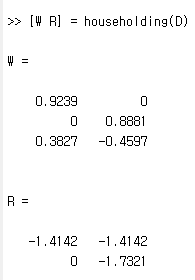 >> [W R] = householding(D)
W =
0.9239 0
0 0.8881
0.3827 -0.4597
R =
-1.4142 -1.4142
0 -1.7321